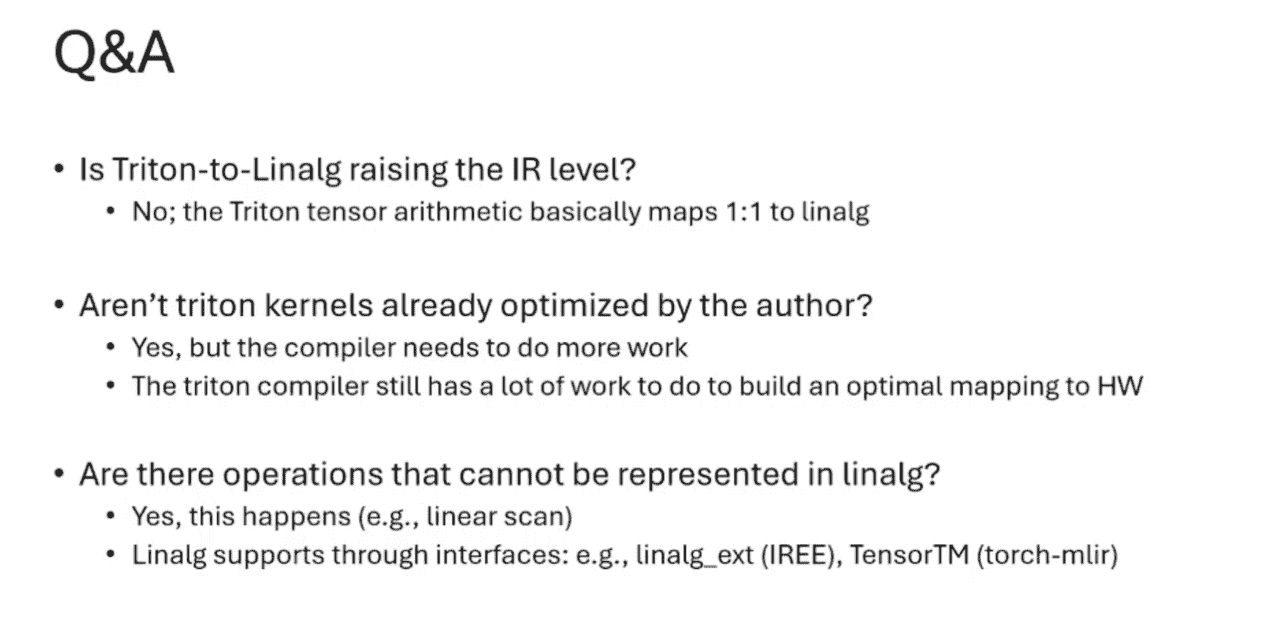 Q&A
• Is Triton-to-Linalg raising the IR level?
• No; the Triton tensor arithmetic basically maps 1:1 to linalg
• Aren’t triton kernels already optimized by the author?
• Yes, but the compiler needs to do more work
• The triton compiler still has a lot of work to do to build an optimal mapping to HW
• Are there operations that cannot be represented in linalg?
• Yes, this happens (e.g., linear scan)
• Linalg supports through interfaces: e.g., linalg_ext (IREE), TensorTM (torch-mlir)